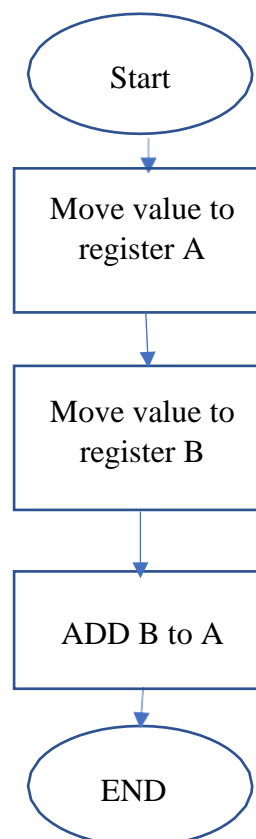 Start
Move value to
register A
Move value to
register B
ADD B to A
END